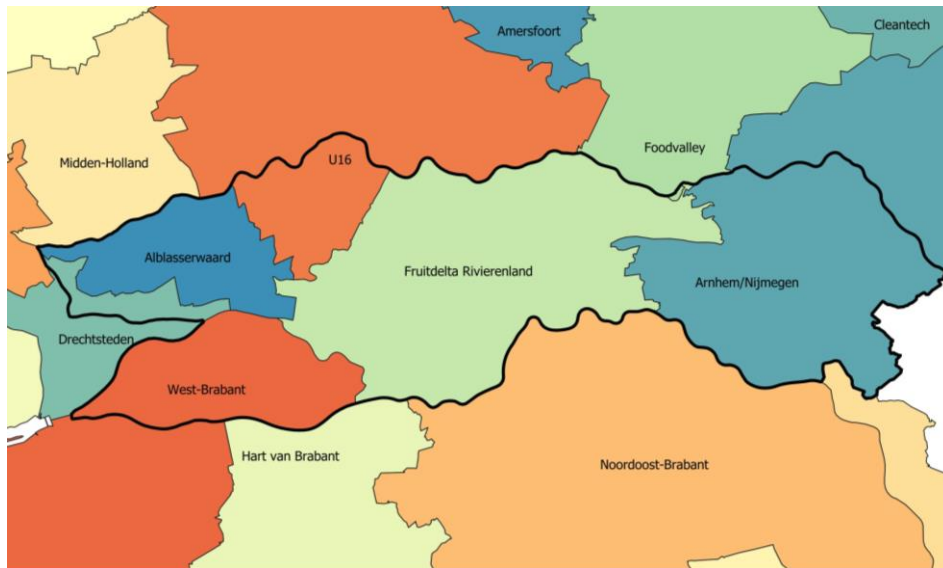 Amersfoort
Cleantech
Midden-Holland
U16
Foodvalley
Alblasserwaard
Fruitdelta Rivierenland
Arnhem/Nijmegen
Drechtsteden
West-Brabant
Hart van Brabant
Noordoost-Brabant